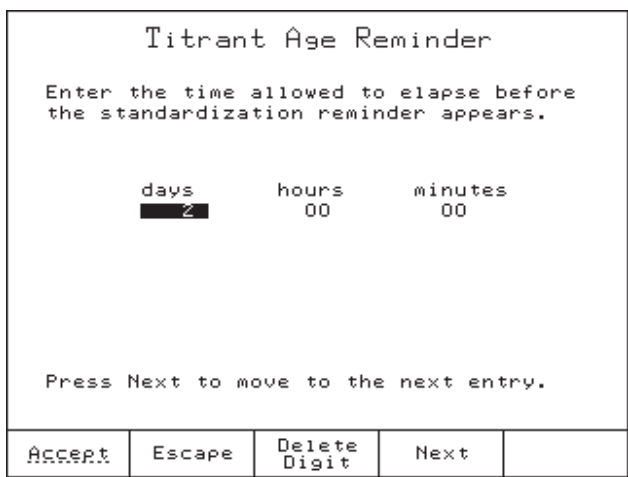 Titrant Age Reminder
Enter the time allowed to elapse before
the standardization reminder appears.
days hours minutes
2 00 00
Press Next to move to the next entry.
Accept Escape Delete Digit Next